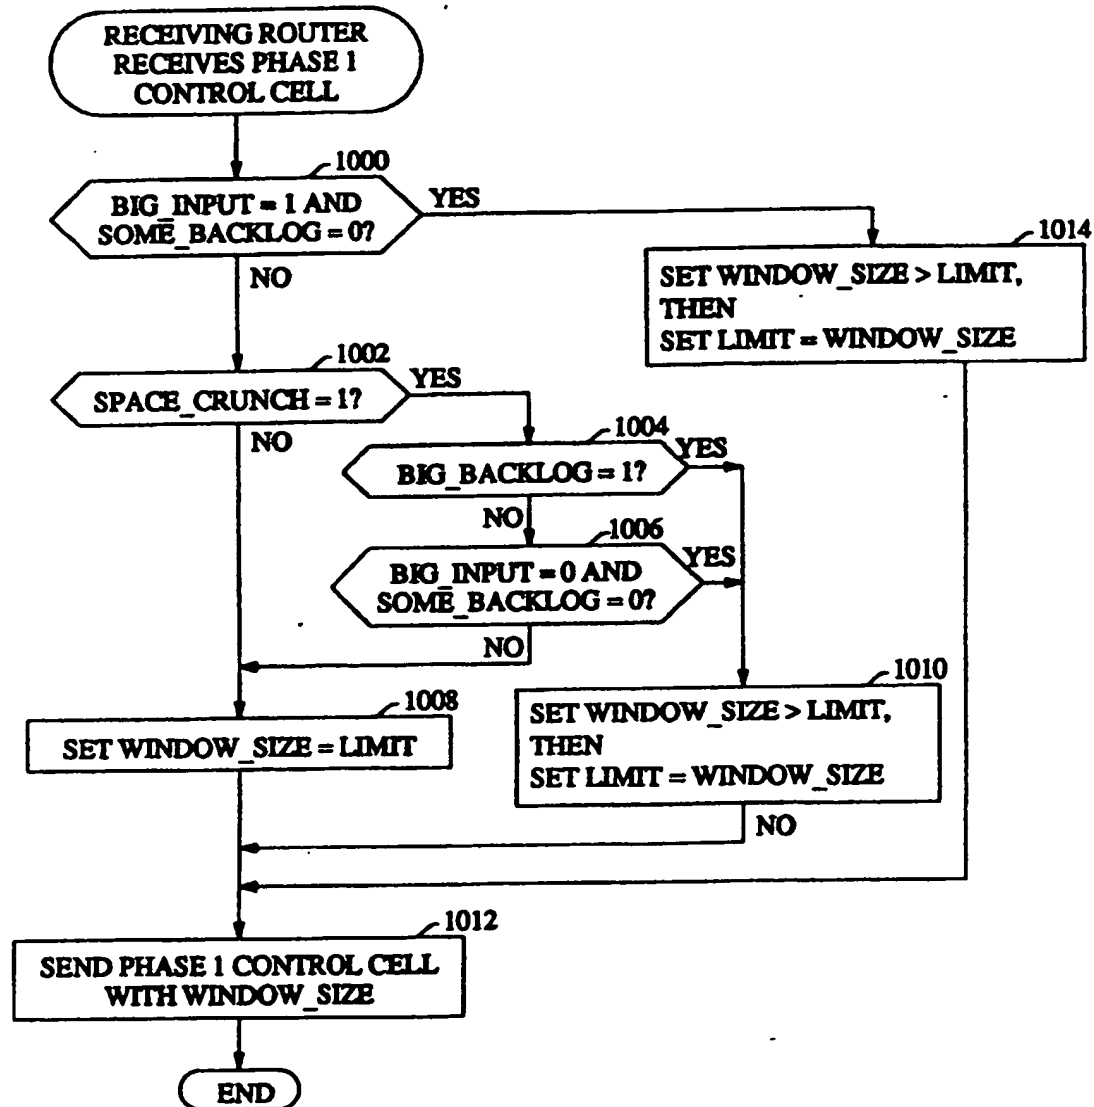 RECEIVING ROUTER
RECEIVES PHASE 1
CONTROL CELL
1000
BIG_INPUT = 1 AND
SOME_BACKLOG = 0?
YES
NO
1014
SET WINDOW_SIZE > LIMIT,
THEN
SET LIMIT = WINDOW_SIZE
1002
SPACE_CRUNCH = 1?
YES
NO
1004
BIG_BACKLOG = 1?
YES
NO
1006
BIG_INPUT = 0 AND
SOME_BACKLOG = 0?
YES
NO
1008
SET WINDOW_SIZE = LIMIT
1010
SET WINDOW_SIZE > LIMIT,
THEN
SET LIMIT = WINDOW_SIZE
NO
1012
SEND PHASE 1 CONTROL CELL
WITH WINDOW_SIZE
END